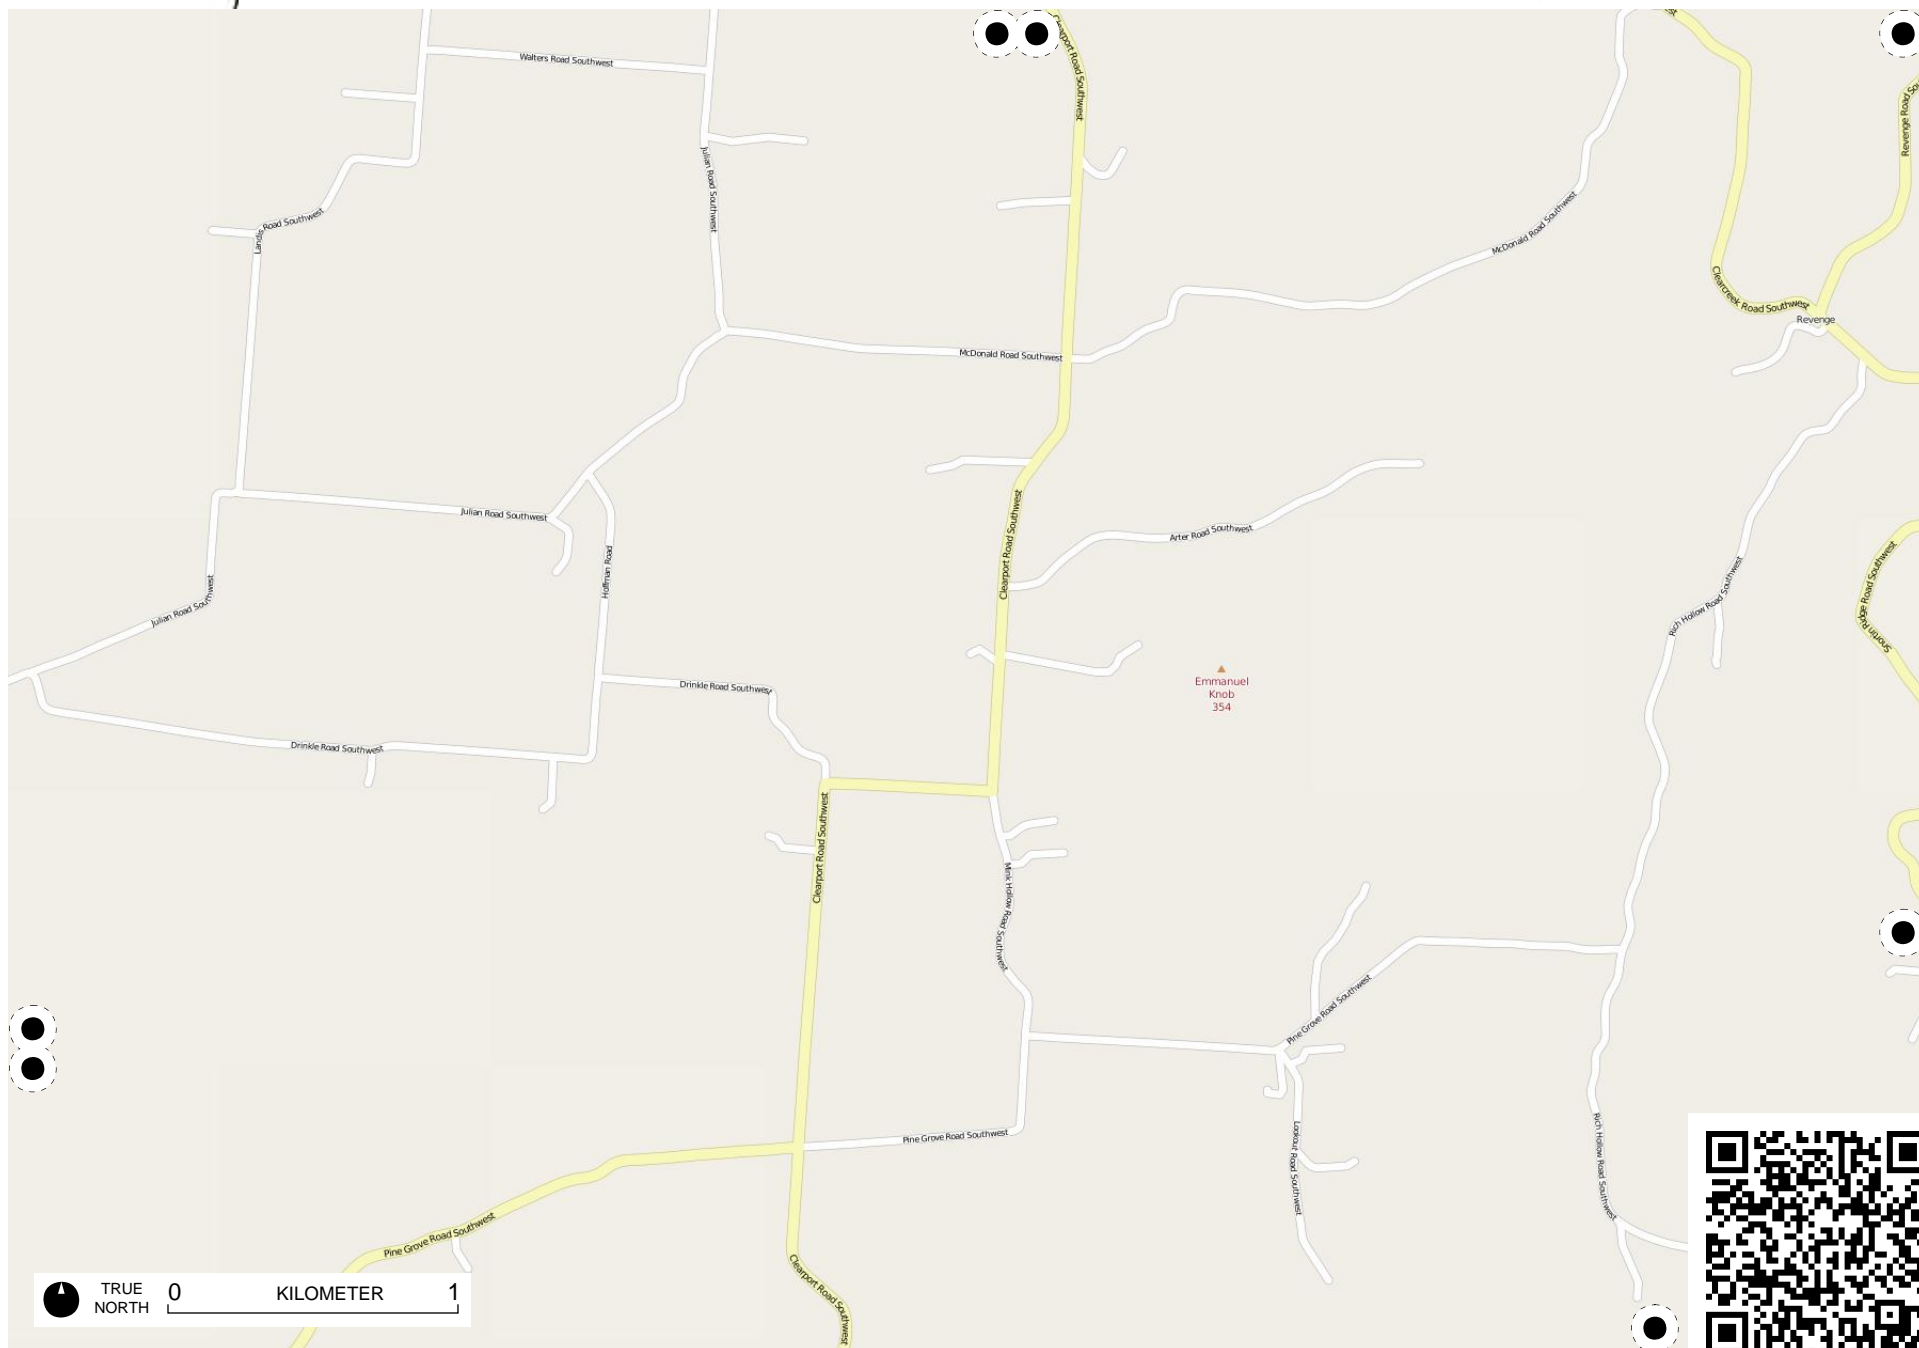 Walters Road Southwest
Clearport Road Southwest
Julian Road Southwest
Landis Road Southwest
McDonald Road Southwest
Revenge Road So
Clearcreek Road Southwest
Revenge
McDonald Road Southwest
Julian Road Southwest
Clearport Road Southwest
Arter Road Southwest
Hoffman Road
Julian Road Southwest
Rich Hollow Road Southwest
Snortin Ridge Road Southwest
Emmanuel
Knob
354
Drinkle Road Southwest
Drinkle Road Southwest
Clearport Road Southwest
Mink Hollow Road Southwest
Pine Grove Road Southwest
Pine Grove Road Southwest
Lookout Road Southwest
Rich Hollow Road Southwest
Pine Grove Road Southwest
Clearport Road Southwest
TRUE
NORTH
0 KILOMETER 1